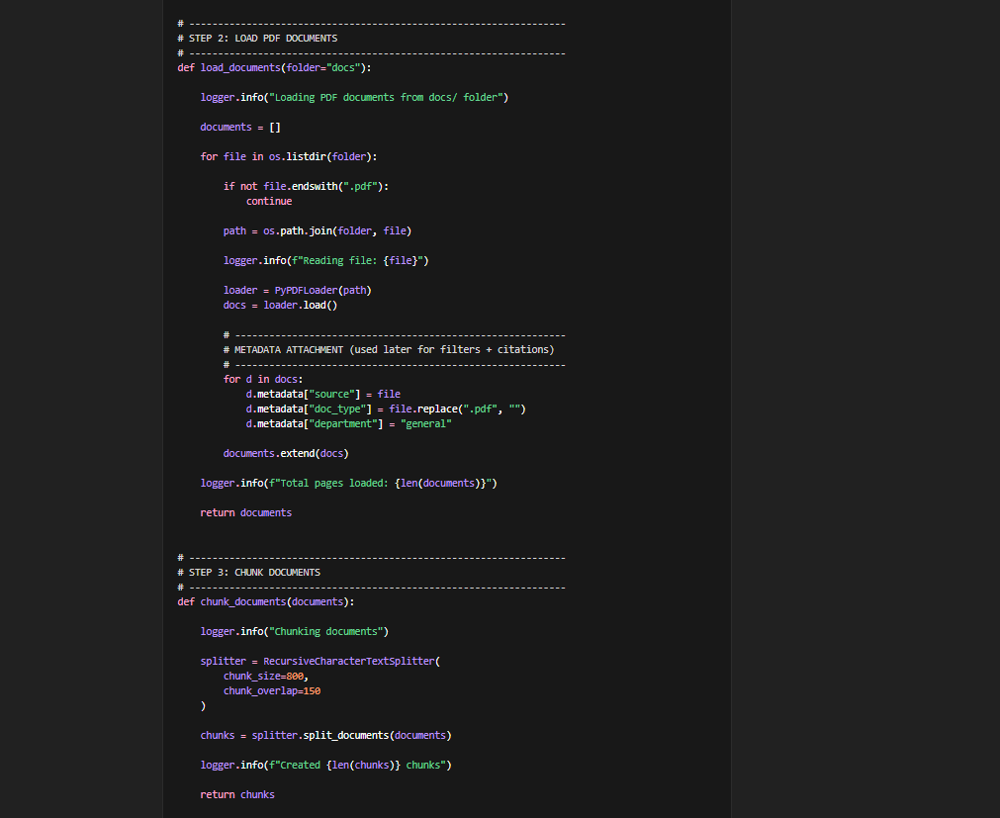 # ------------------------------------------------------------------
# STEP 2: LOAD PDF DOCUMENTS
# ------------------------------------------------------------------
def load_documents(folder="docs"):
    logger.info("Loading PDF documents from docs/ folder")
    documents = []
    for file in os.listdir(folder):
        if not file.endswith(".pdf"):
            continue
        path = os.path.join(folder, file)
        logger.info(f"Reading file: {file}")
        loader = PyPDFLoader(path)
        docs = loader.load()
        # ----------------------------------------------------------
        # METADATA ATTACHMENT (used later for filters + citations)
        # ----------------------------------------------------------
        for d in docs:
            d.metadata["source"] = file
            d.metadata["doc_type"] = file.replace(".pdf", "")
            d.metadata["department"] = "general"
        documents.extend(docs)
    logger.info(f"Total pages loaded: {len(documents)}")
    return documents
# ------------------------------------------------------------------
# STEP 3: CHUNK DOCUMENTS
# ------------------------------------------------------------------
def chunk_documents(documents):
    logger.info("Chunking documents")
    splitter = RecursiveCharacterTextSplitter(
        chunk_size=800,
        chunk_overlap=150
    )
    chunks = splitter.split_documents(documents)
    logger.info(f"Created {len(chunks)} chunks")
    return chunks